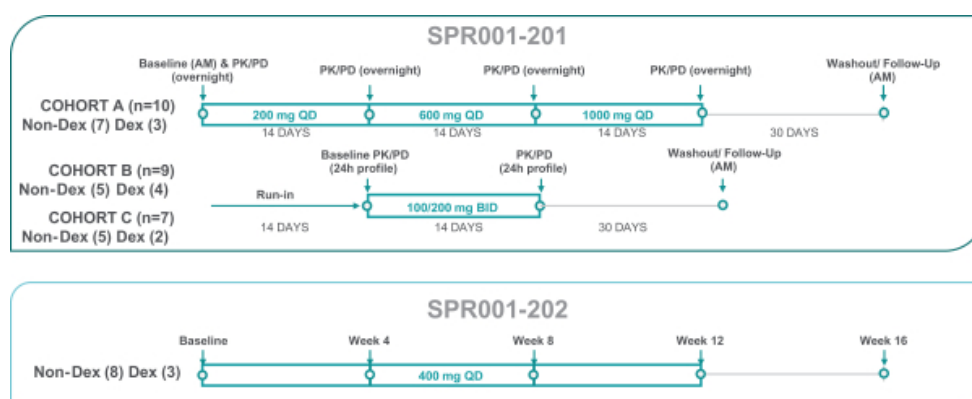 SPR001-201
Baseline (AM) & PK/PD
(overnight)
PK/PD (overnight)
PK/PD (overnight)
PK/PD (overnight)
Washout/ Follow-Up
(AM)
COHORT A (n=10)
Non-Dex (7) Dex (3)
200 mg QD
600 mg QD
1000 mg QD
14 DAYS
14 DAYS
14 DAYS
30 DAYS
Baseline PK/PD
(24h profile)
PK/PD
(24h profile)
Washout/ Follow-Up
(AM)
COHORT B (n=9)
Non-Dex (5) Dex (4)
Run-in
100/200 mg BID
COHORT C (n=7)
Non-Dex (5) Dex (2)
14 DAYS
14 DAYS
30 DAYS
SPR001-202
Baseline
Week 4
Week 8
Week 12
Week 16
Non-Dex (8) Dex (3)
400 mg QD